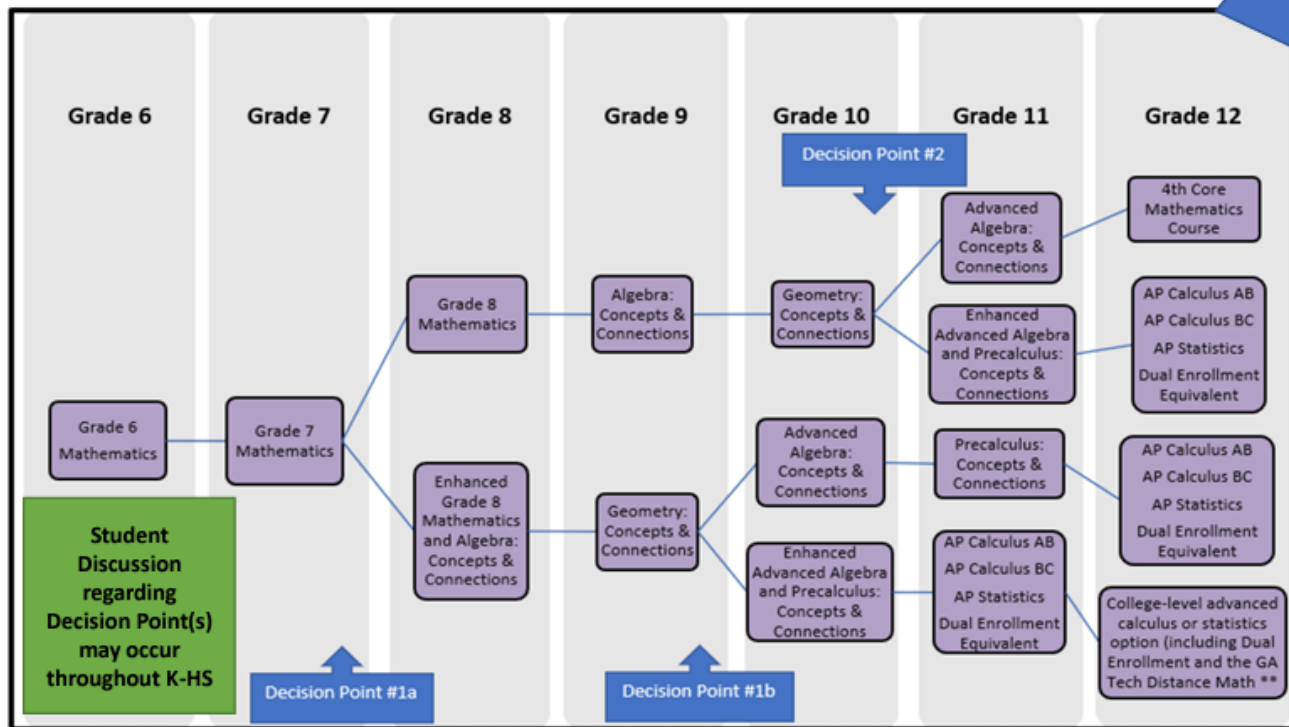 Grade 6
Grade 7
Grade 8
Grade 9
Grade 10
Grade 11
Grade 12
Decision Point #2
Grade 6
Mathematics
Grade 7
Mathematics
Grade 8
Mathematics
Algebra:
Concepts &
Connections
Geometry:
Concepts &
Connections
Advanced
Algebra:
Concepts &
Connections
4th Core
Mathematics
Course
Enhanced
Advanced Algebra
and Precalculus:
Concepts &
Connections
AP Calculus AB
AP Calculus BC
AP Statistics
Dual Enrollment
Equivalent
Enhanced
Grade 8
Mathematics
and Algebra:
Concepts &
Connections
Geometry:
Concepts &
Connections
Advanced
Algebra:
Concepts &
Connections
Precalculus:
Concepts &
Connections
AP Calculus AB
AP Calculus BC
AP Statistics
Dual Enrollment
Equivalent
Enhanced
Advanced Algebra
and Precalculus:
Concepts &
Connections
AP Calculus AB
AP Calculus BC
AP Statistics
Dual Enrollment
Equivalent
College-level advanced
calculus or statistics
option (including Dual
Enrollment and the GA
Tech Distance Math **
Student
Discussion
regarding
Decision Point(s)
may occur
throughout K-HS
Decision Point #1a
Decision Point #1b